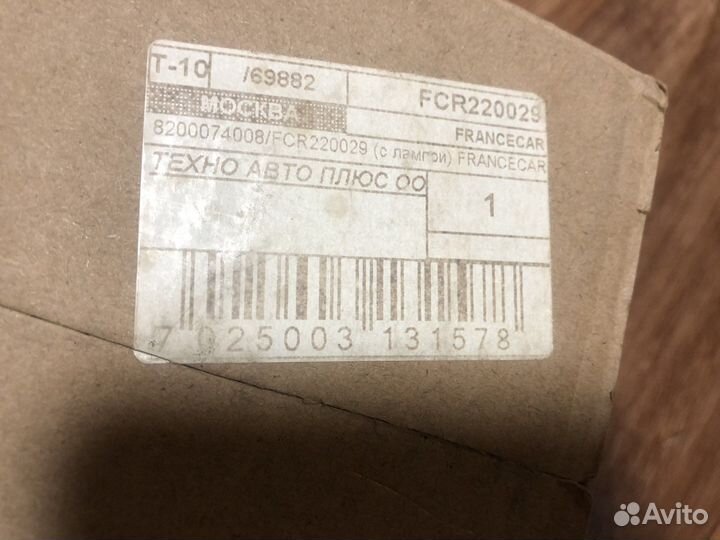 T-10 /69882 FCR220029
МОСКВА FRANCECAR
8200074008/FCR220029 (с лампой) FRANCECAR
ТЕХНО АВТО ПЛЮС ОО
1
7 025003 131578
Avito